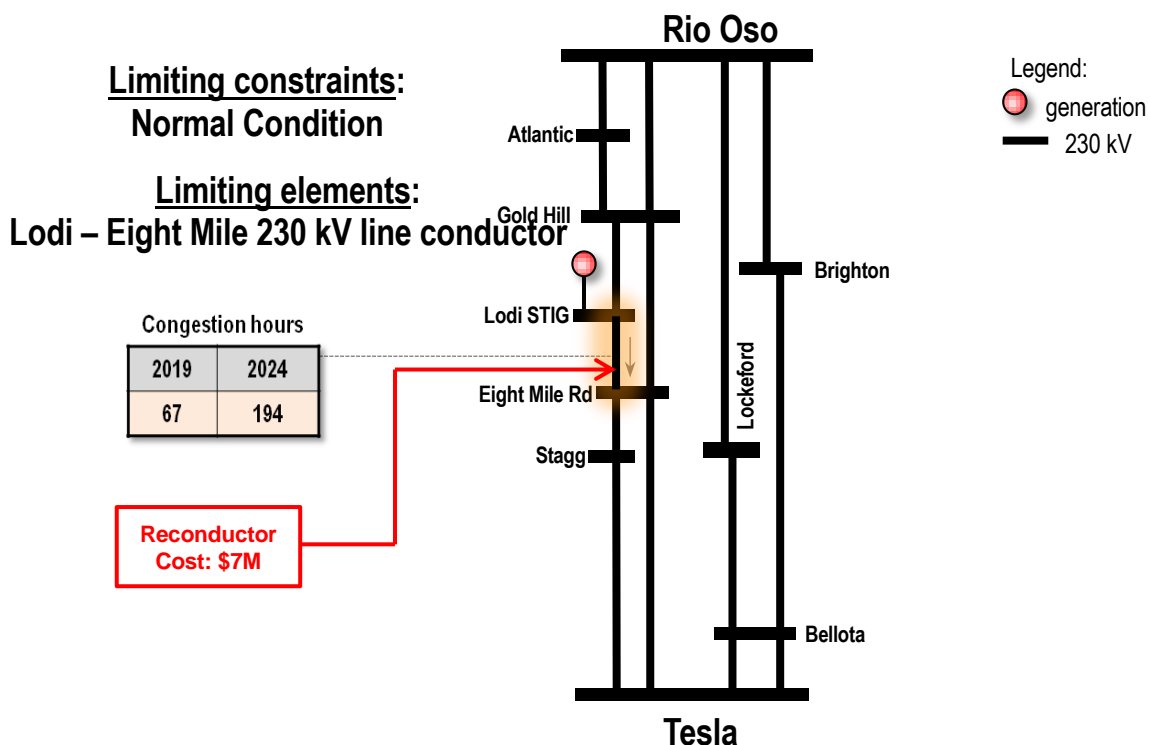 Rio Oso
Limiting constraints:
Normal Condition
Limiting elements:
Lodi – Eight Mile 230 kV line conductor
Legend:
generation
230 kV
Atlantic
Gold Hill
Brighton
Lodi STIG
Congestion hours
2019 2024
67 194
Lockeford
Eight Mile Rd
Stagg
Reconductor
Cost: $7M
Bellota
Tesla